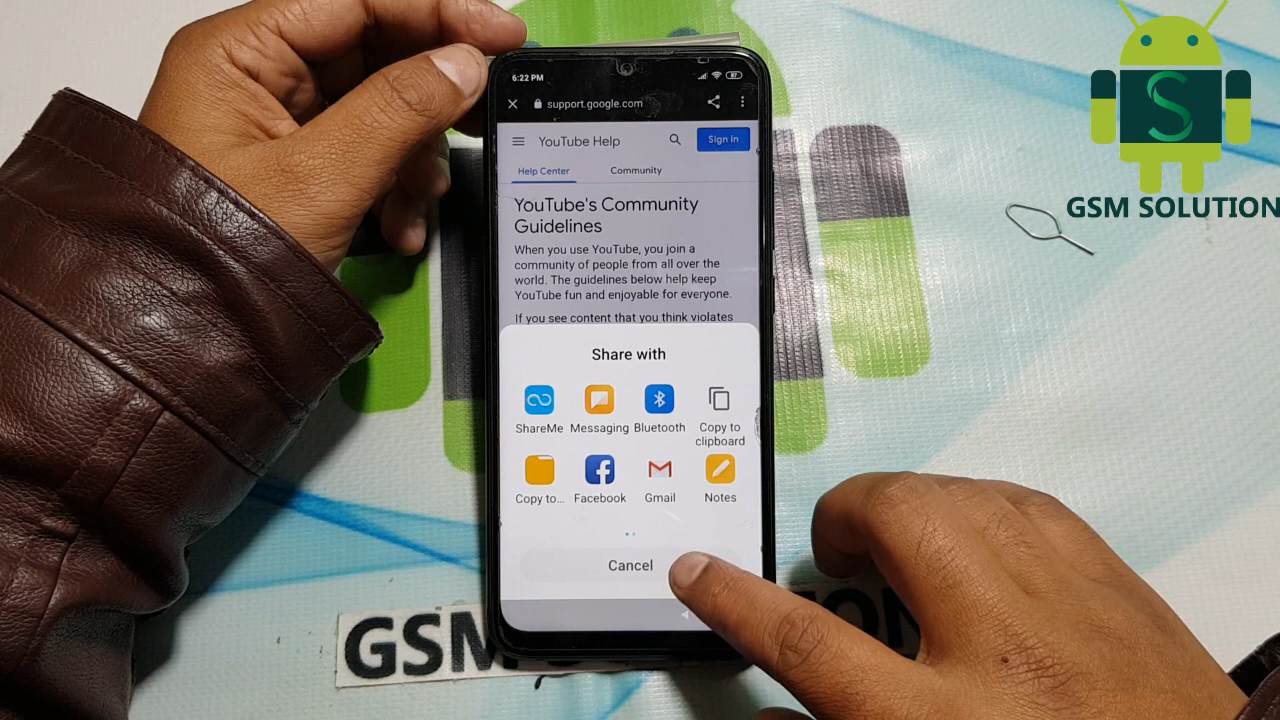 6:22 PM
87
support.google.com
YouTube Help
Sign in
Help Center
Community
YouTube's Community
Guidelines
When you use YouTube, you join a
community of people from all over the
world. The guidelines below help keep
YouTube fun and enjoyable for everyone.
If you see content that you think violates
Share with
ShareMe
Messaging
Bluetooth
Copy to
clipboard
Copy to...
Facebook
Gmail
Notes
Cancel
S
GSM SOLUTION
GSM
ON